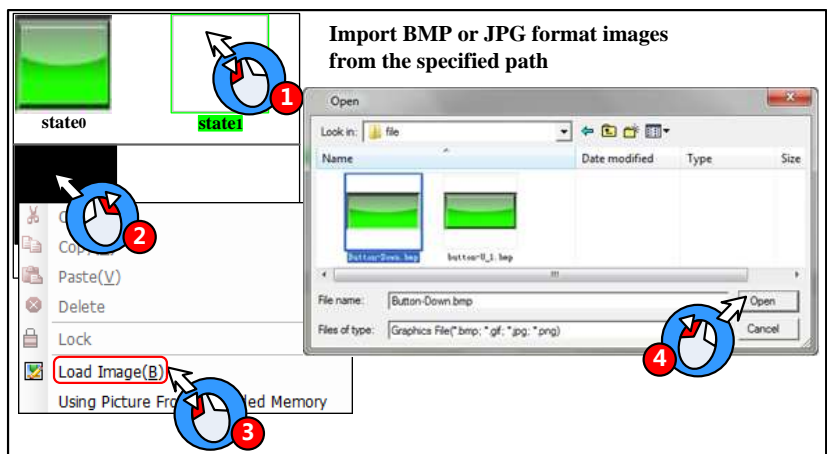 Import BMP or JPG format images
from the specified path
state0
state1
1
Open
Look in: file
Name Date modified Type Size
2
Copy
Paste(V)
Delete
Lock
Load Image(B)
Using Picture Memory
3
Button-Down.bmp button-U_1.bmp
File name: Button-Down.bmp Open
Files of type: Graphics File(*.bmp; *.gif; *.jpg; *.png) Cancel
4